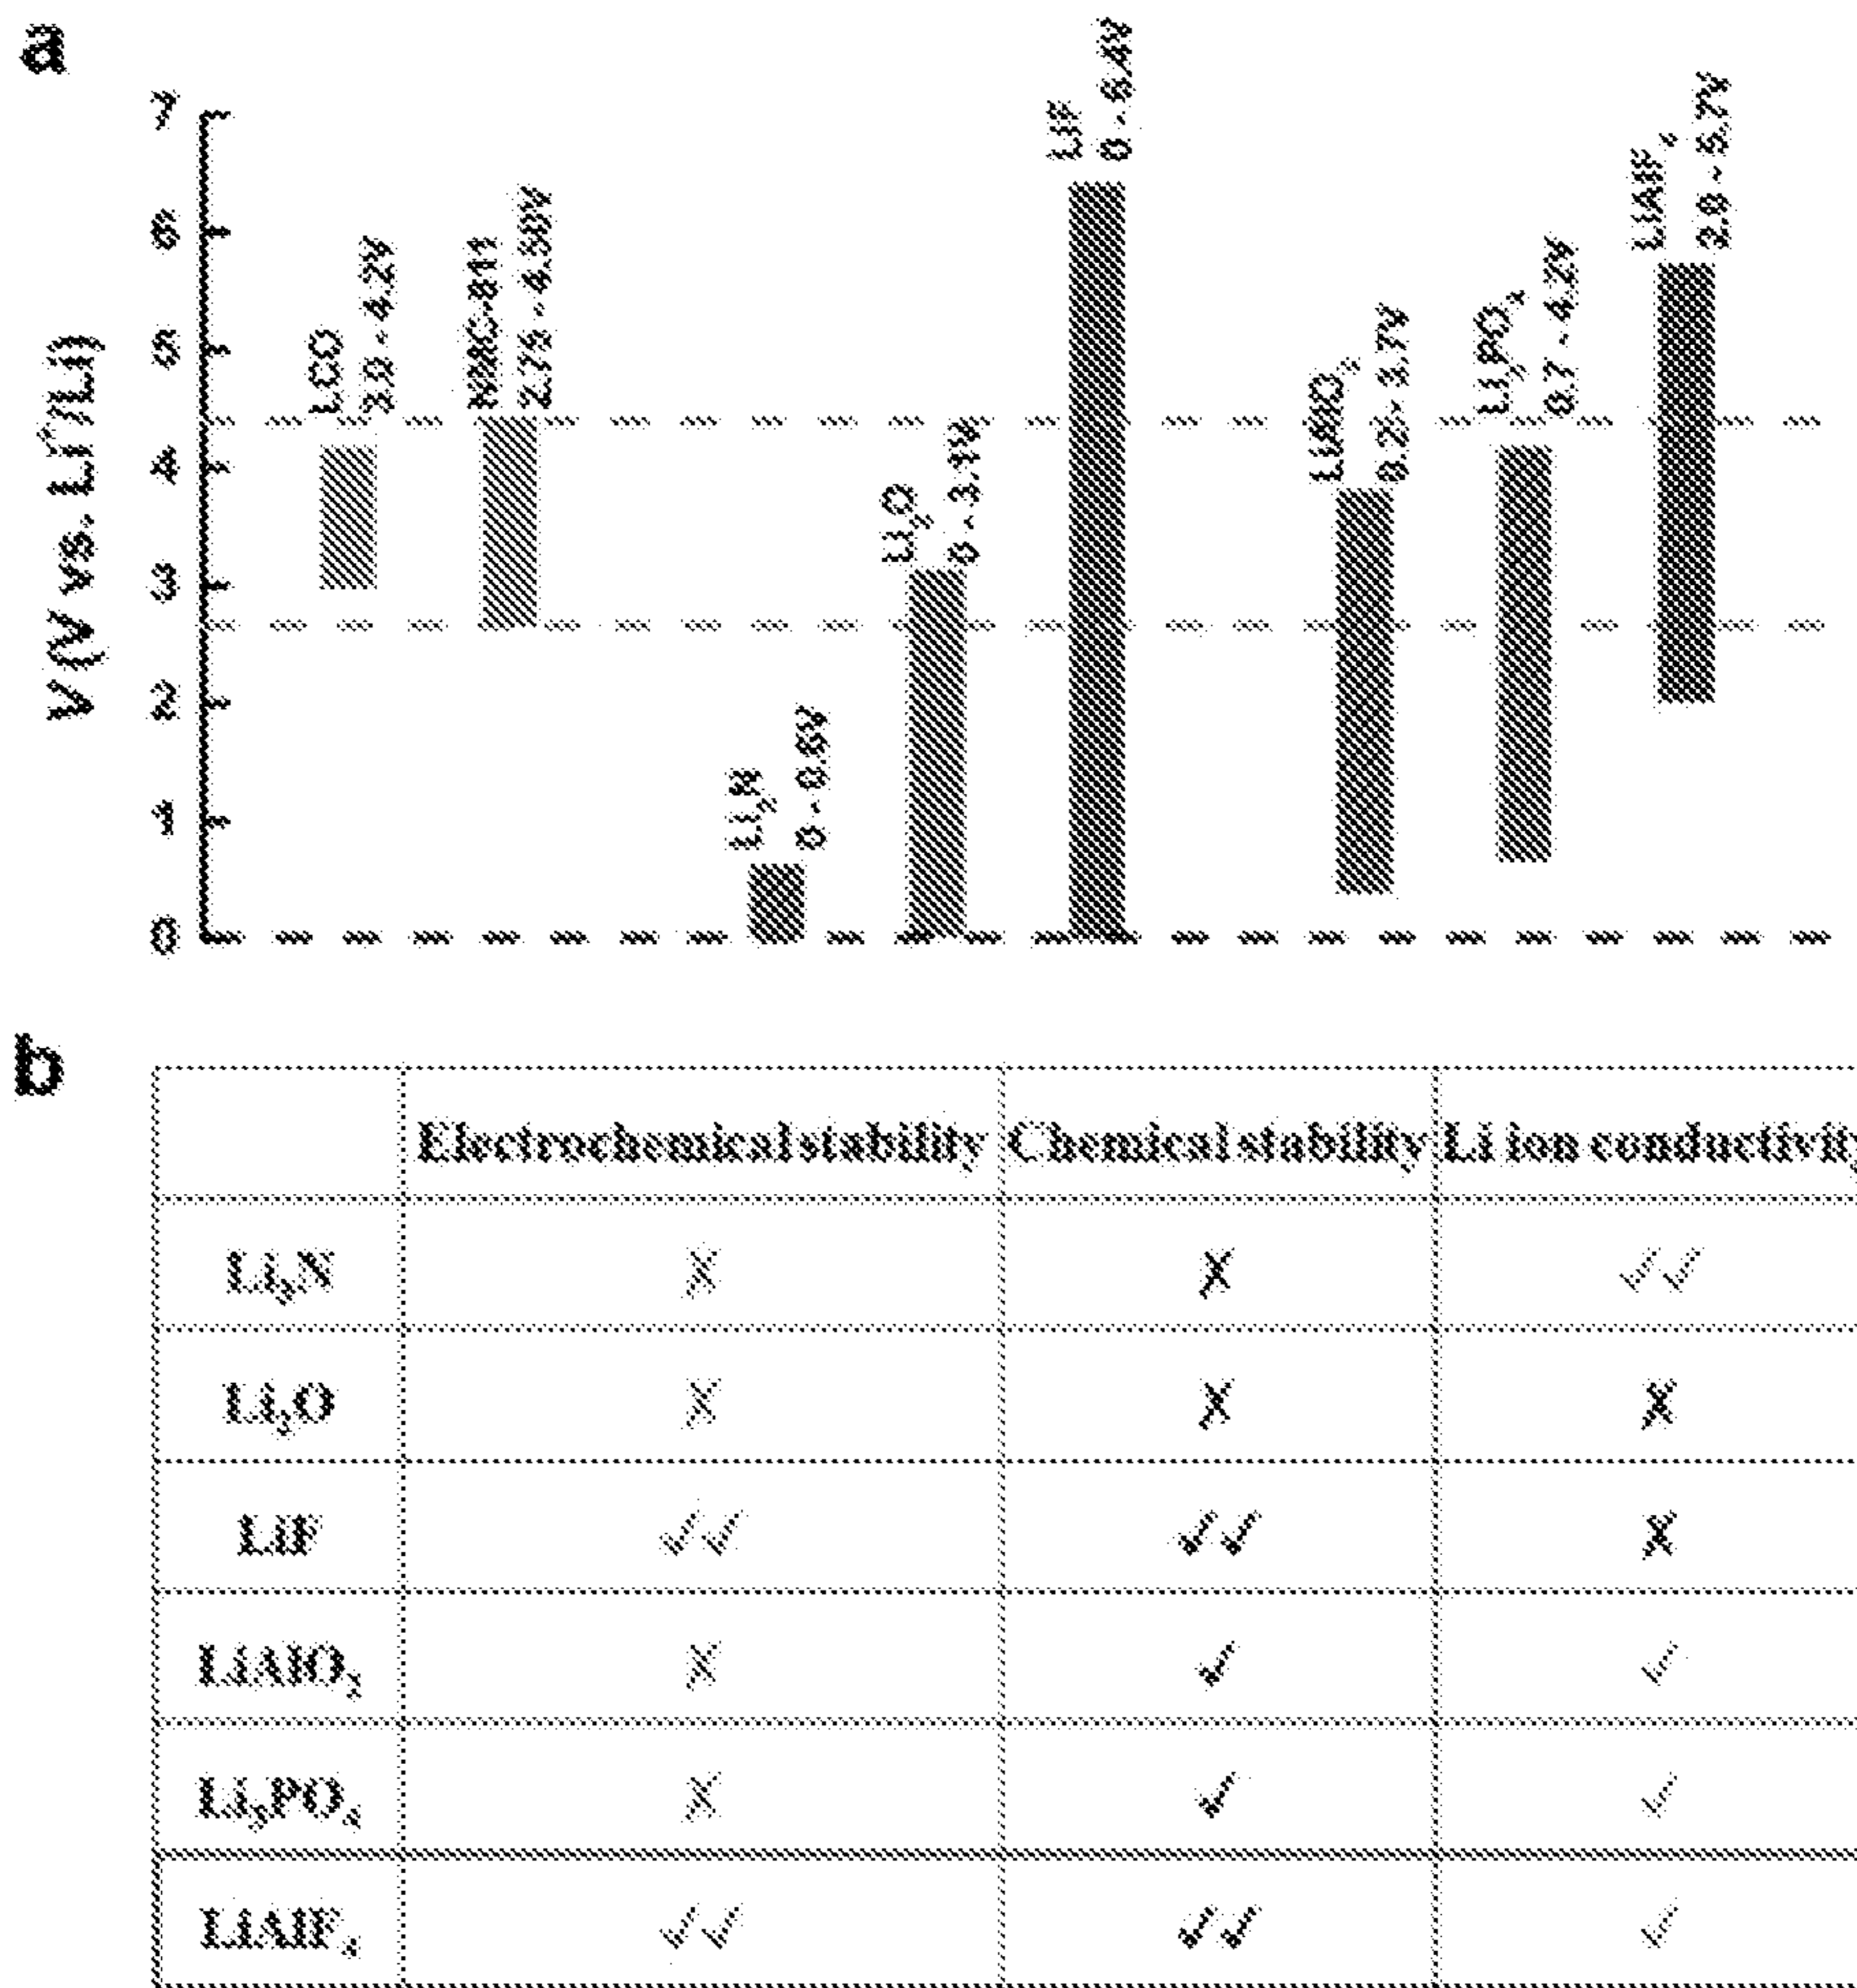 a
V (V vs. Li⁺/Li)
7
6
5
4
3
2
1
0
LCO
3.0 - 4.2V
NMC-811
2.75 - 4.50V
Li₃N
0 - 0.6V
Li₂O
0 - 3.1V
LiF
0 - 6.4V
LiAlO₂
0.2 - 3.7V
Li₃PO₄
0.7 - 4.2V
LiAlF₄
- 5.7V
b
Electrochemical stability Chemical stability Li ion conductivity
Li₃N X X ✓✓
Li₂O X X X
LiF ✓✓ ✓✓ X
LiAlO₂ X ✓ ✓
Li₃PO₄ X ✓ ✓
LiAlF₄ ✓✓ ✓✓ ✓